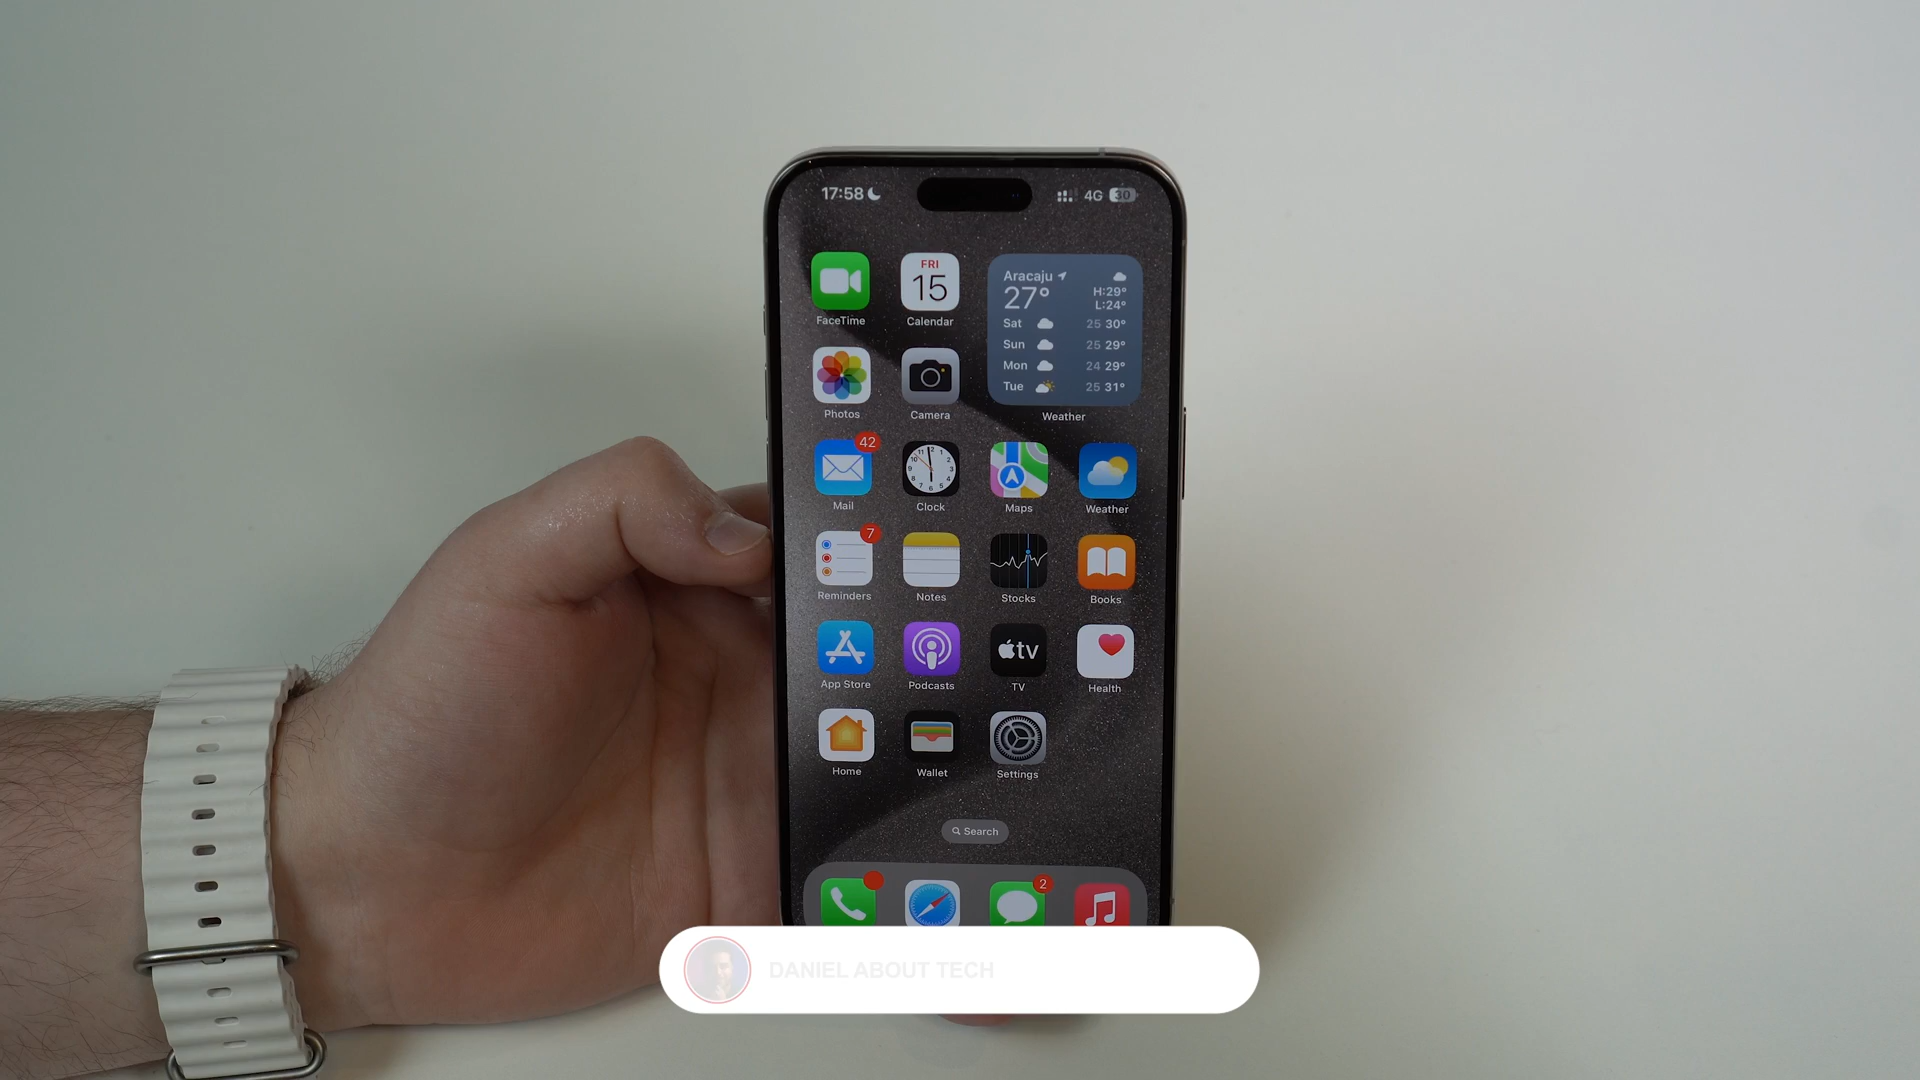 17:58
4G 30
FRI
15
FaceTime
Calendar
Aracaju
27°
H:29°
L:24°
Sat 25 30°
Sun 25 29°
Mon 24 29°
Tue 25 31°
Weather
Photos
Camera
42
Mail
Clock
Maps
Weather
7
Reminders
Notes
Stocks
Books
tv
App Store
Podcasts
TV
Health
Home
Wallet
Settings
Search
2
DANIEL ABOUT TECH